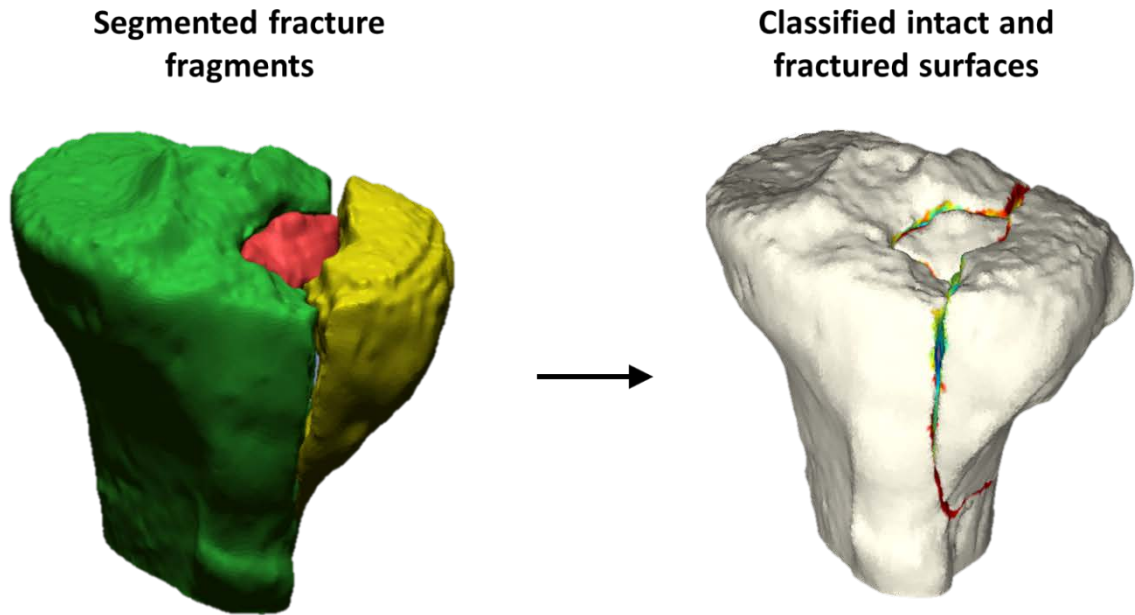 Segmented fracture
fragments
Classified intact and
fractured surfaces